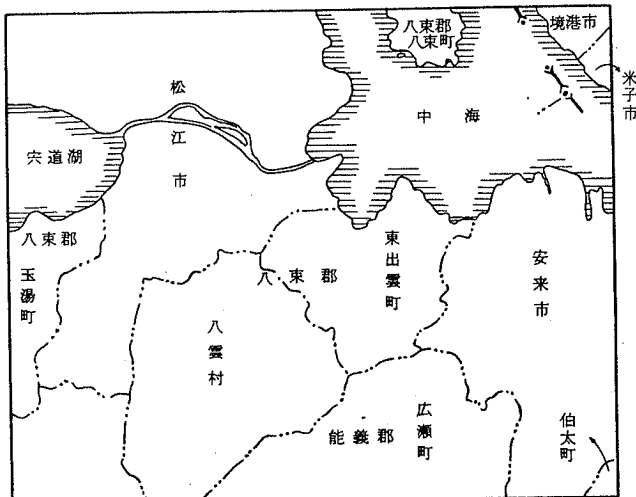 八束郡
八束町
境港市
米子市
松江市
中海
宍道湖
八束郡
玉湯町
八束郡
東出雲町
安来市
八雲村
能義郡
広瀬町
伯太町